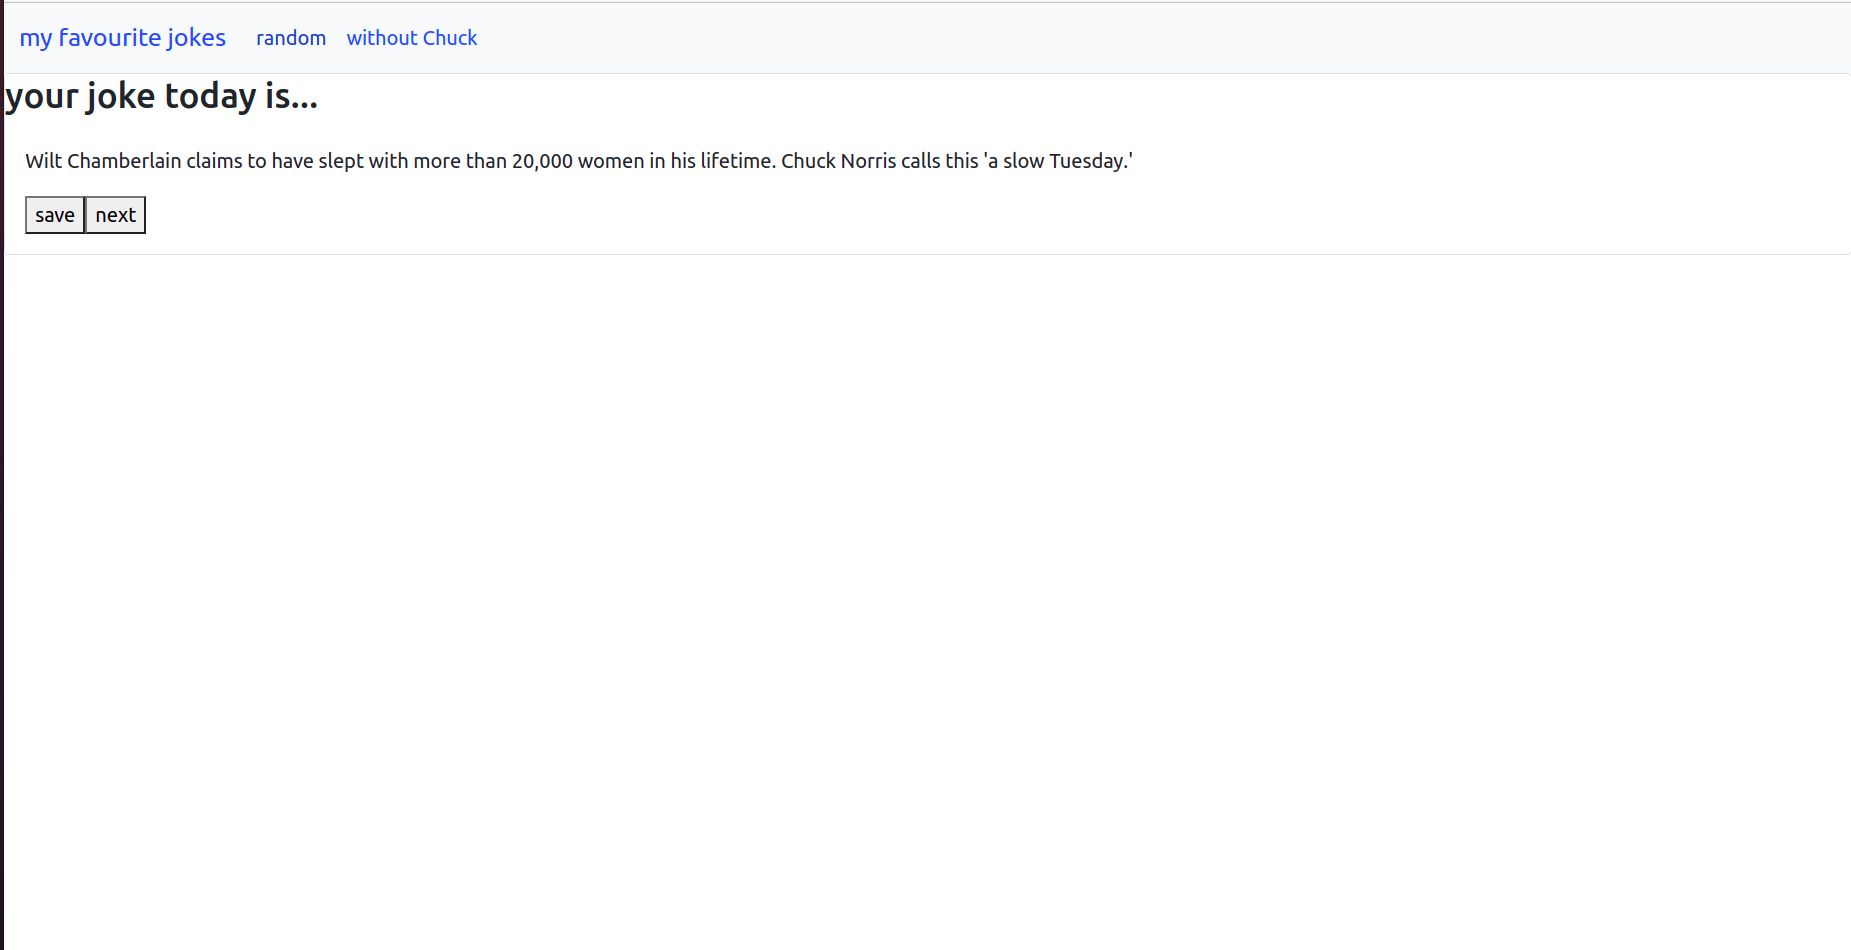 my favourite jokes random without Chuck
your joke today is...
Wilt Chamberlain claims to have slept with more than 20,000 women in his lifetime. Chuck Norris calls this 'a slow Tuesday.'
save next